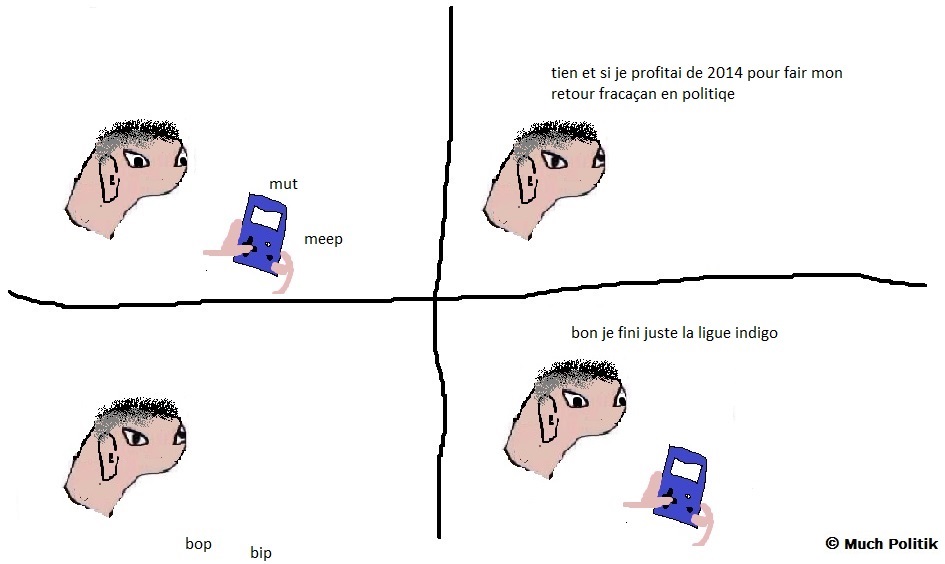 mut
meep
tien et si je profitai de 2014 pour fair mon
retour fracaçan en politiqe
bop
bip
bon je fini juste la ligue indigo
© Much Politik